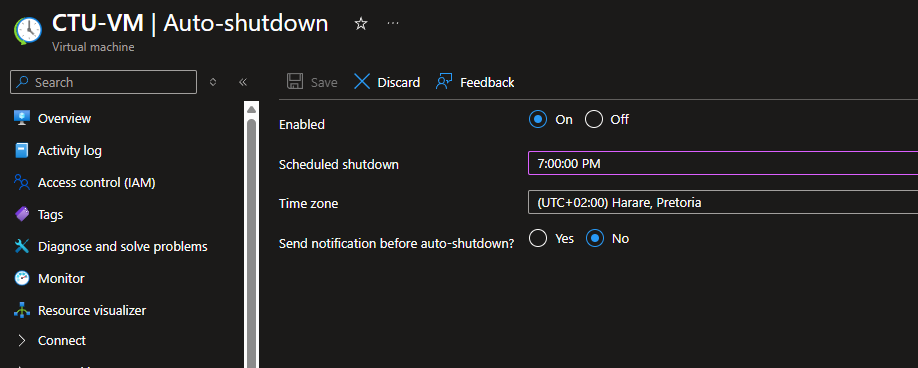 CTU-VM | Auto-shutdown
Virtual machine
Search
Overview
Activity log
Access control (IAM)
Tags
Diagnose and solve problems
Monitor
Resource visualizer
Connect
Save Discard Feedback
Enabled On Off
Scheduled shutdown 7:00:00 PM
Time zone (UTC+02:00) Harare, Pretoria
Send notification before auto-shutdown? Yes No